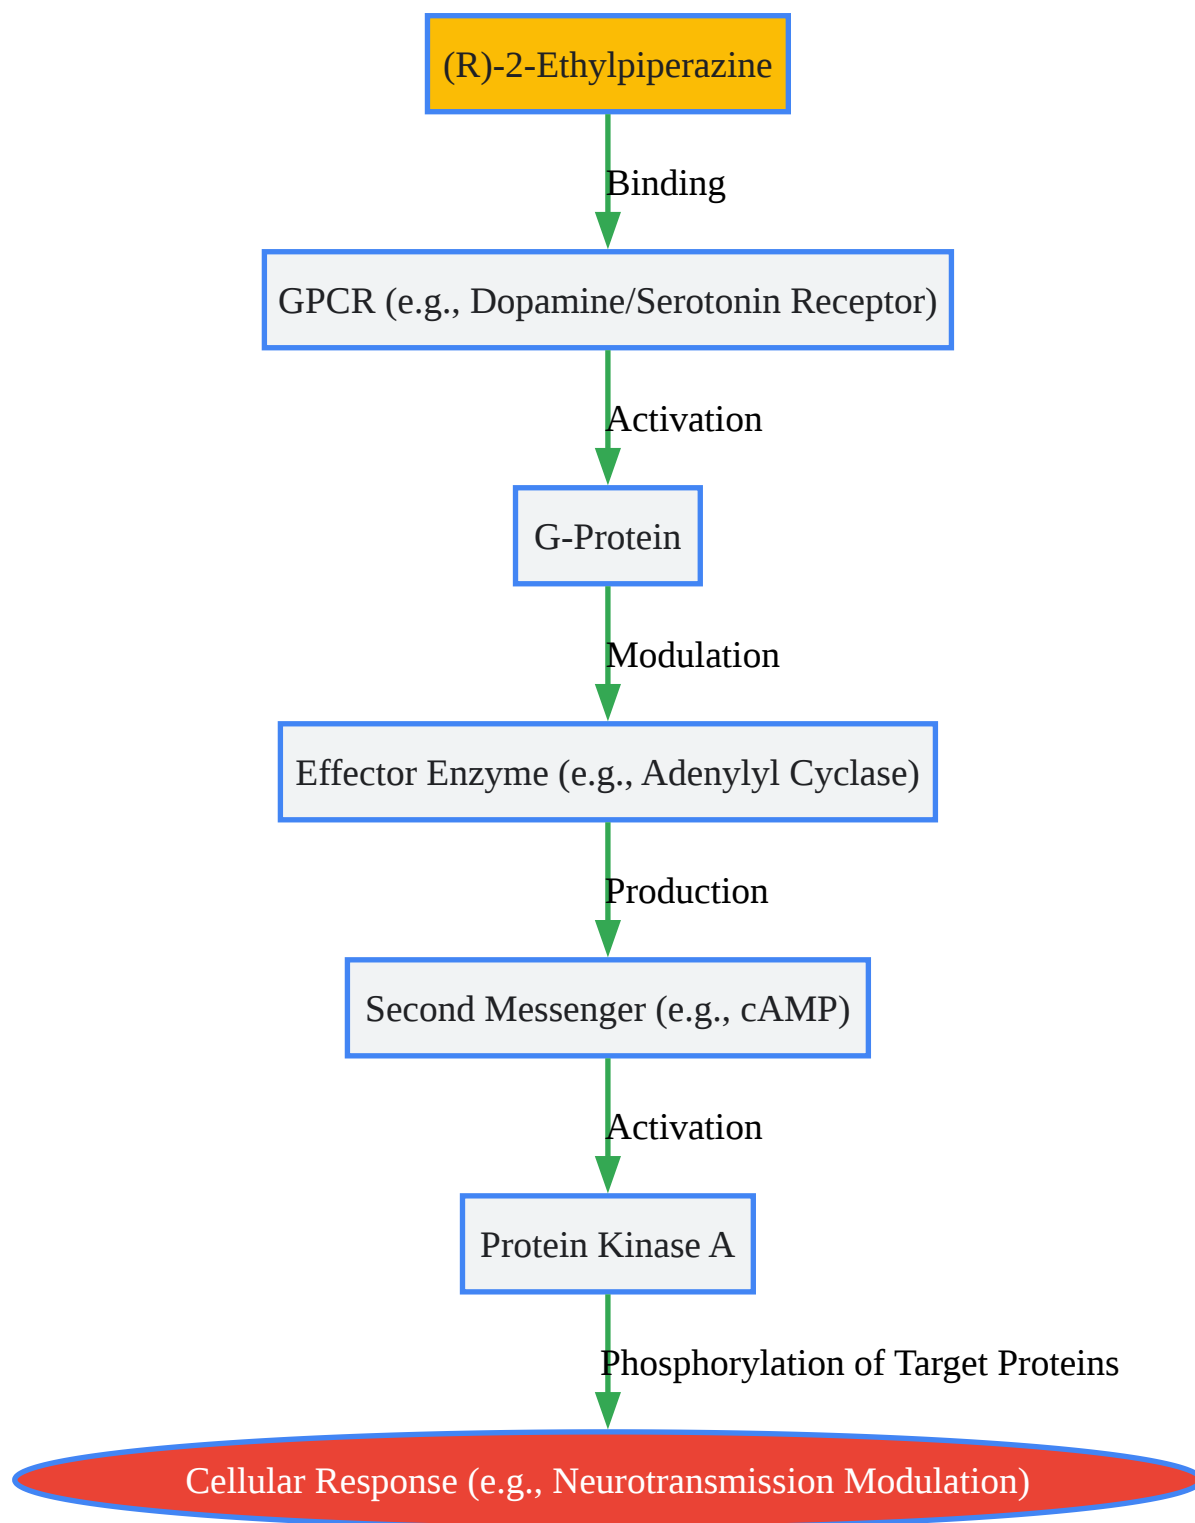 (R)-2-Ethylpiperazine
Binding
GPCR (e.g., Dopamine/Serotonin Receptor)
Activation
G-Protein
Modulation
Effector Enzyme (e.g., Adenylyl Cyclase)
Production
Second Messenger (e.g., cAMP)
Activation
Protein Kinase A
Phosphorylation of Target Proteins
Cellular Response (e.g., Neurotransmission Modulation)